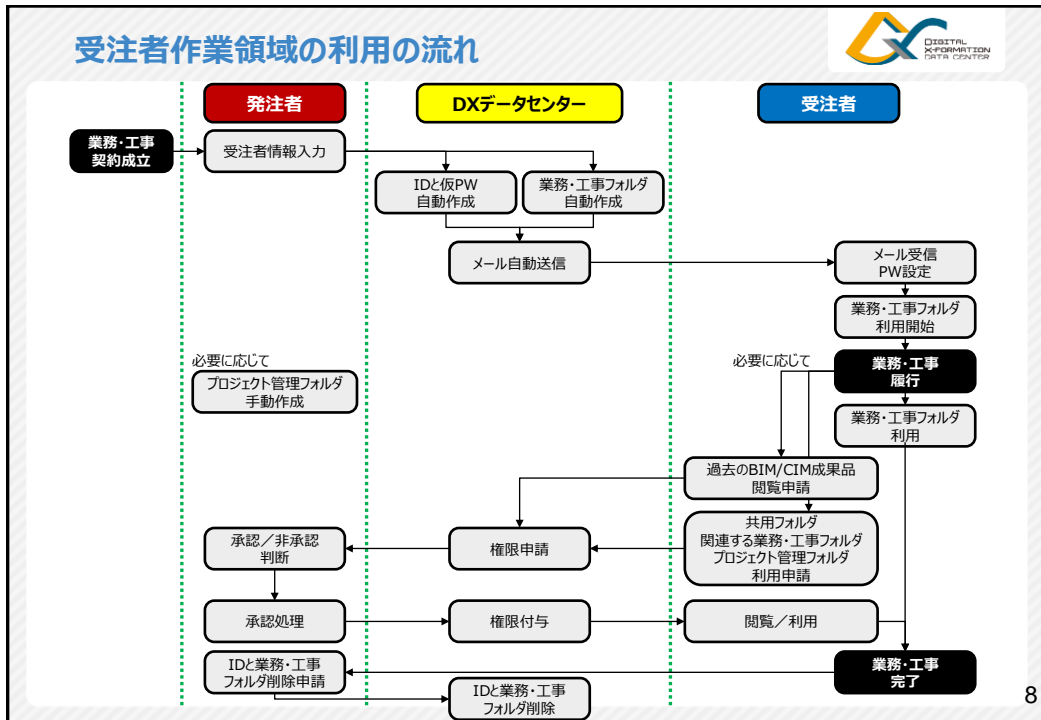 受注者作業領域の利用の流れ
DIGITAL
X-FORMATION
DATA CENTER
発注者
DXデータセンター
受注者
業務・工事
契約成立
受注者情報入力
IDと仮PW
自動作成
業務・工事フォルダ
自動作成
メール自動送信
メール受信
PW設定
業務・工事フォルダ
利用開始
必要に応じて
プロジェクト管理フォルダ
手動作成
必要に応じて
業務・工事
履行
業務・工事フォルダ
利用
過去のBIM/CIM成果品
閲覧申請
共用フォルダ
関連する業務・工事フォルダ
プロジェクト管理フォルダ
利用申請
権限申請
承認／非承認
判断
承認処理
権限付与
閲覧／利用
IDと業務・工事
フォルダ削除申請
IDと業務・工事
フォルダ削除
業務・工事
完了
8